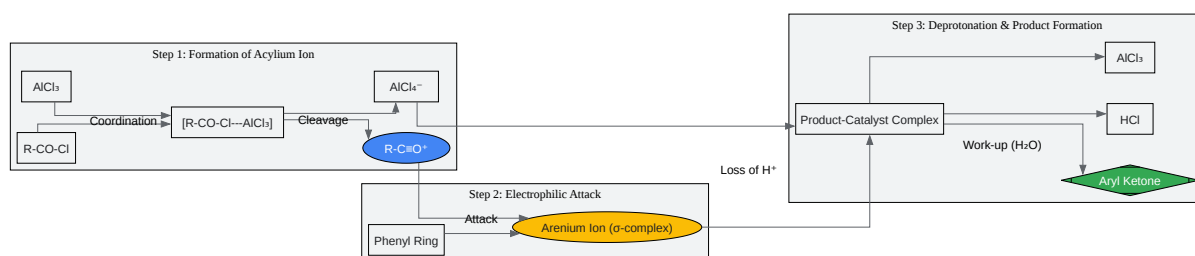 Step 1: Formation of Acylium Ion
AlCl₃
Coordination
R-CO-Cl
[R-CO-Cl---AlCl₃]
Cleavage
AlCl₄⁻
R-C≡O⁺
Step 2: Electrophilic Attack
Attack
Phenyl Ring
Arenium Ion (σ-complex)
Loss of H⁺
Step 3: Deprotonation & Product Formation
Product-Catalyst Complex
AlCl₃
HCl
Work-up (H₂O)
Aryl Ketone